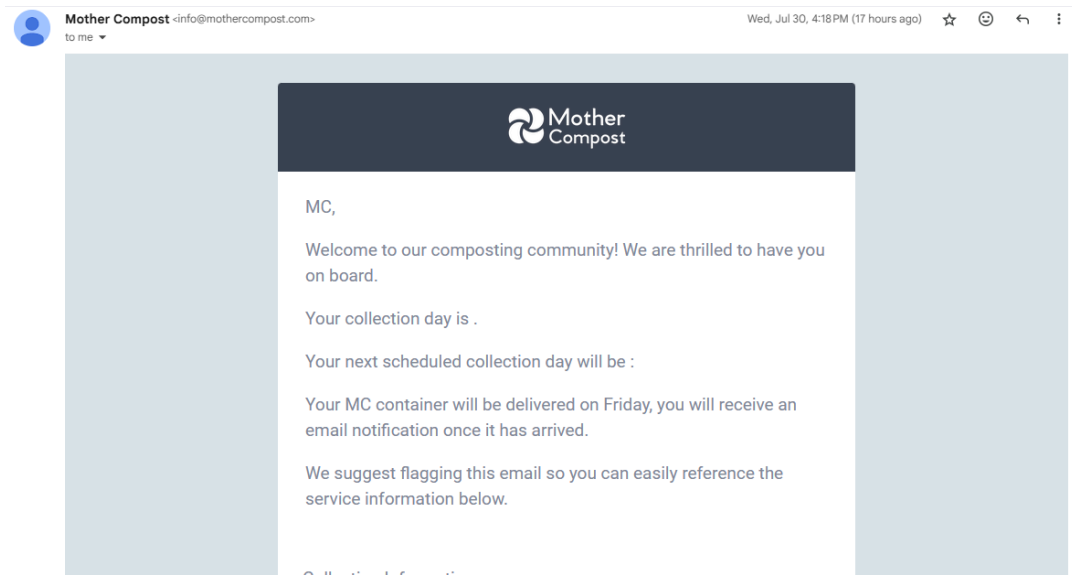 Mother Compost <info@mothercompost.com>
Wed, Jul 30, 4:18 PM (17 hours ago)
to me
Mother
Compost
MC,
Welcome to our composting community! We are thrilled to have you
on board.
Your collection day is .
Your next scheduled collection day will be :
Your MC container will be delivered on Friday, you will receive an
email notification once it has arrived.
We suggest flagging this email so you can easily reference the
service information below.